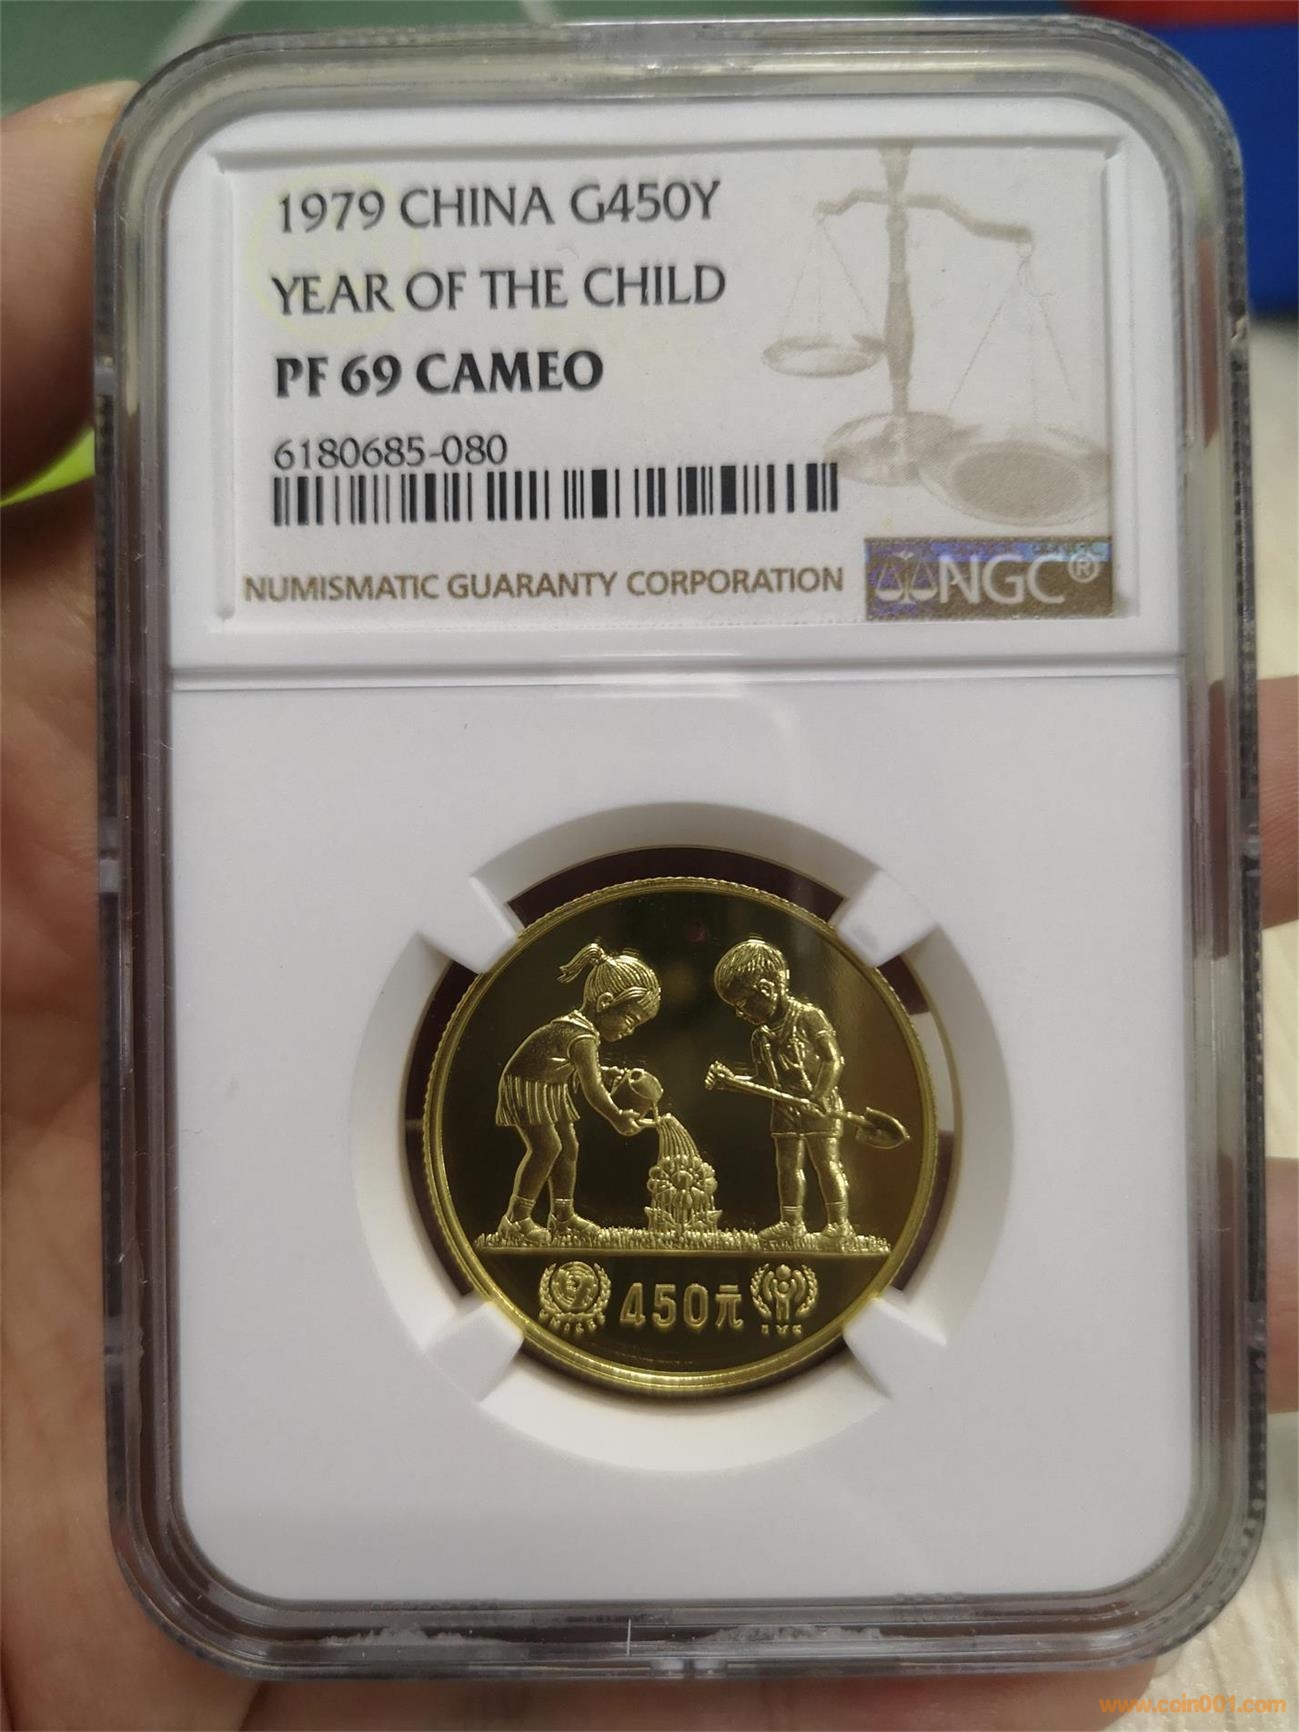 1979 CHINA G450Y
YEAR OF THE CHILD
PF 69 CAMEO
6180685-080
NUMISMATIC GUARANTY CORPORATION
NGC®
450元
UNICEF
www.coin001.com